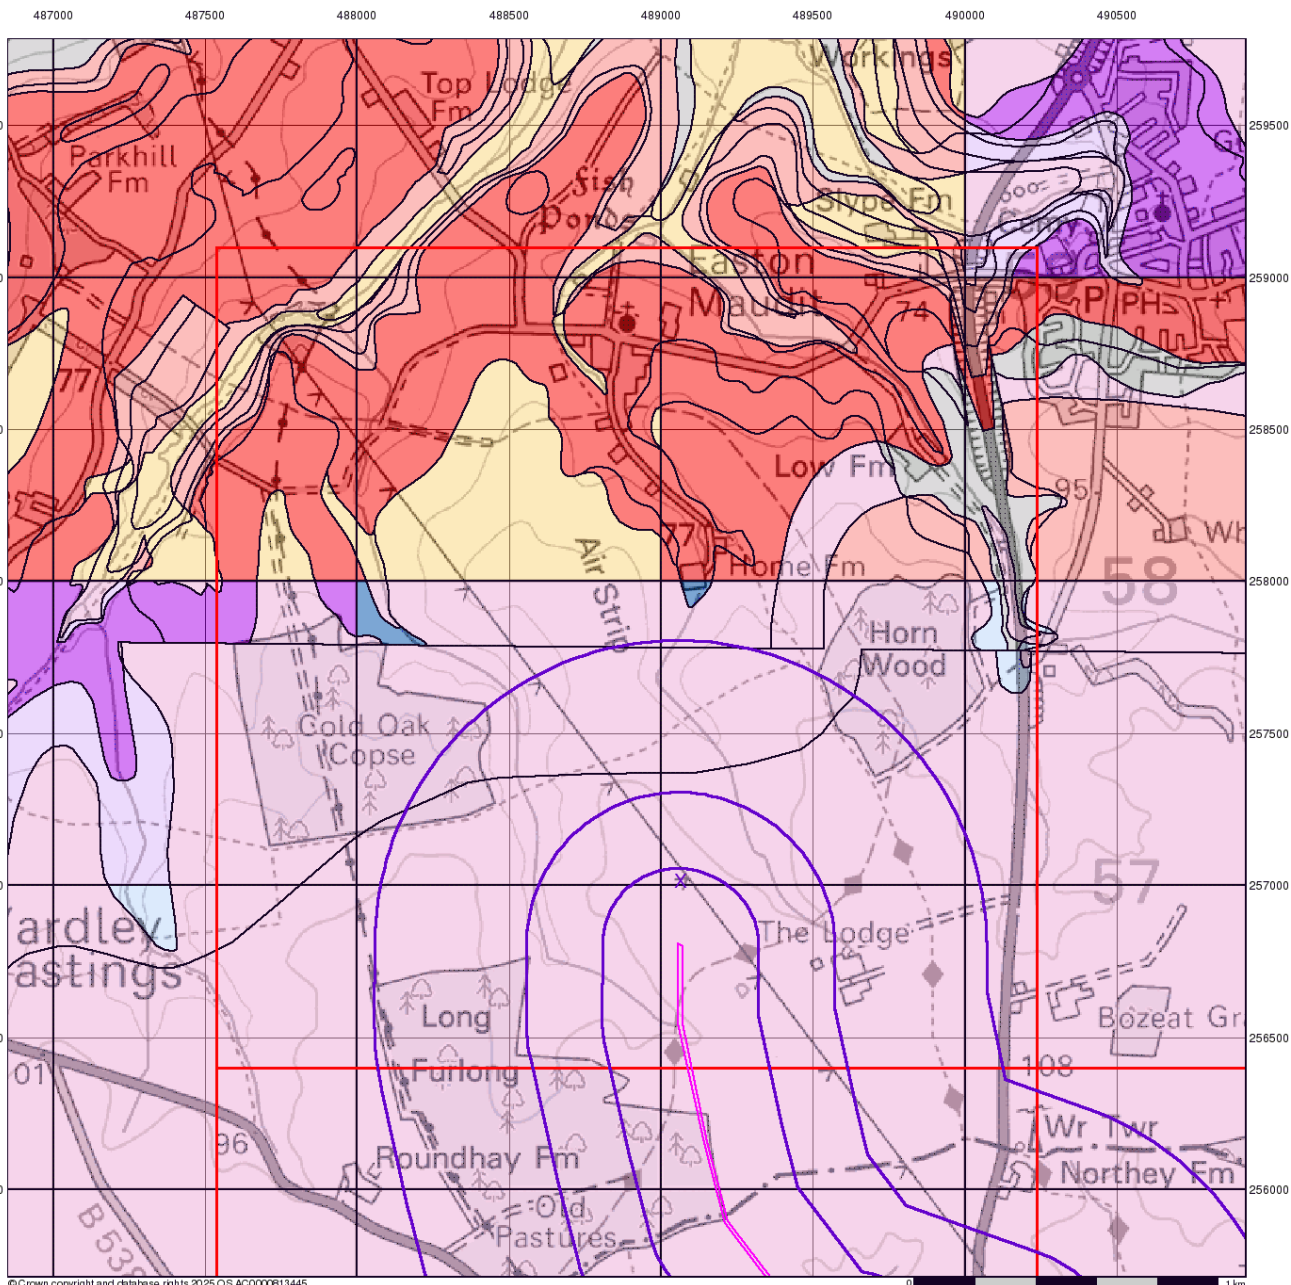 487000 487500 488000 488500 489000 489500 490000 490500
Workings
Top Lodge
Fm
259500
Parkhill
Fm
Fish
Ponds
Slype Fm
Cemy
259000
Easton
Maudit
74
P PH
77
258500
Low Fm
95
77
Home Fm
Wh
58
258000
Air Strip
Horn
Wood
Cold Oak
Copse
257500
57
257000
ardley
astings
The Lodge
Long
Bozeat Gr
256500
01
Furlong
108
96
Wr Twr
Roundhay Fm
Northey Fm
256000
Old
Pastures
B 538
© Crown copyright and database rights 2025 OS AC0000813445
0 1 km